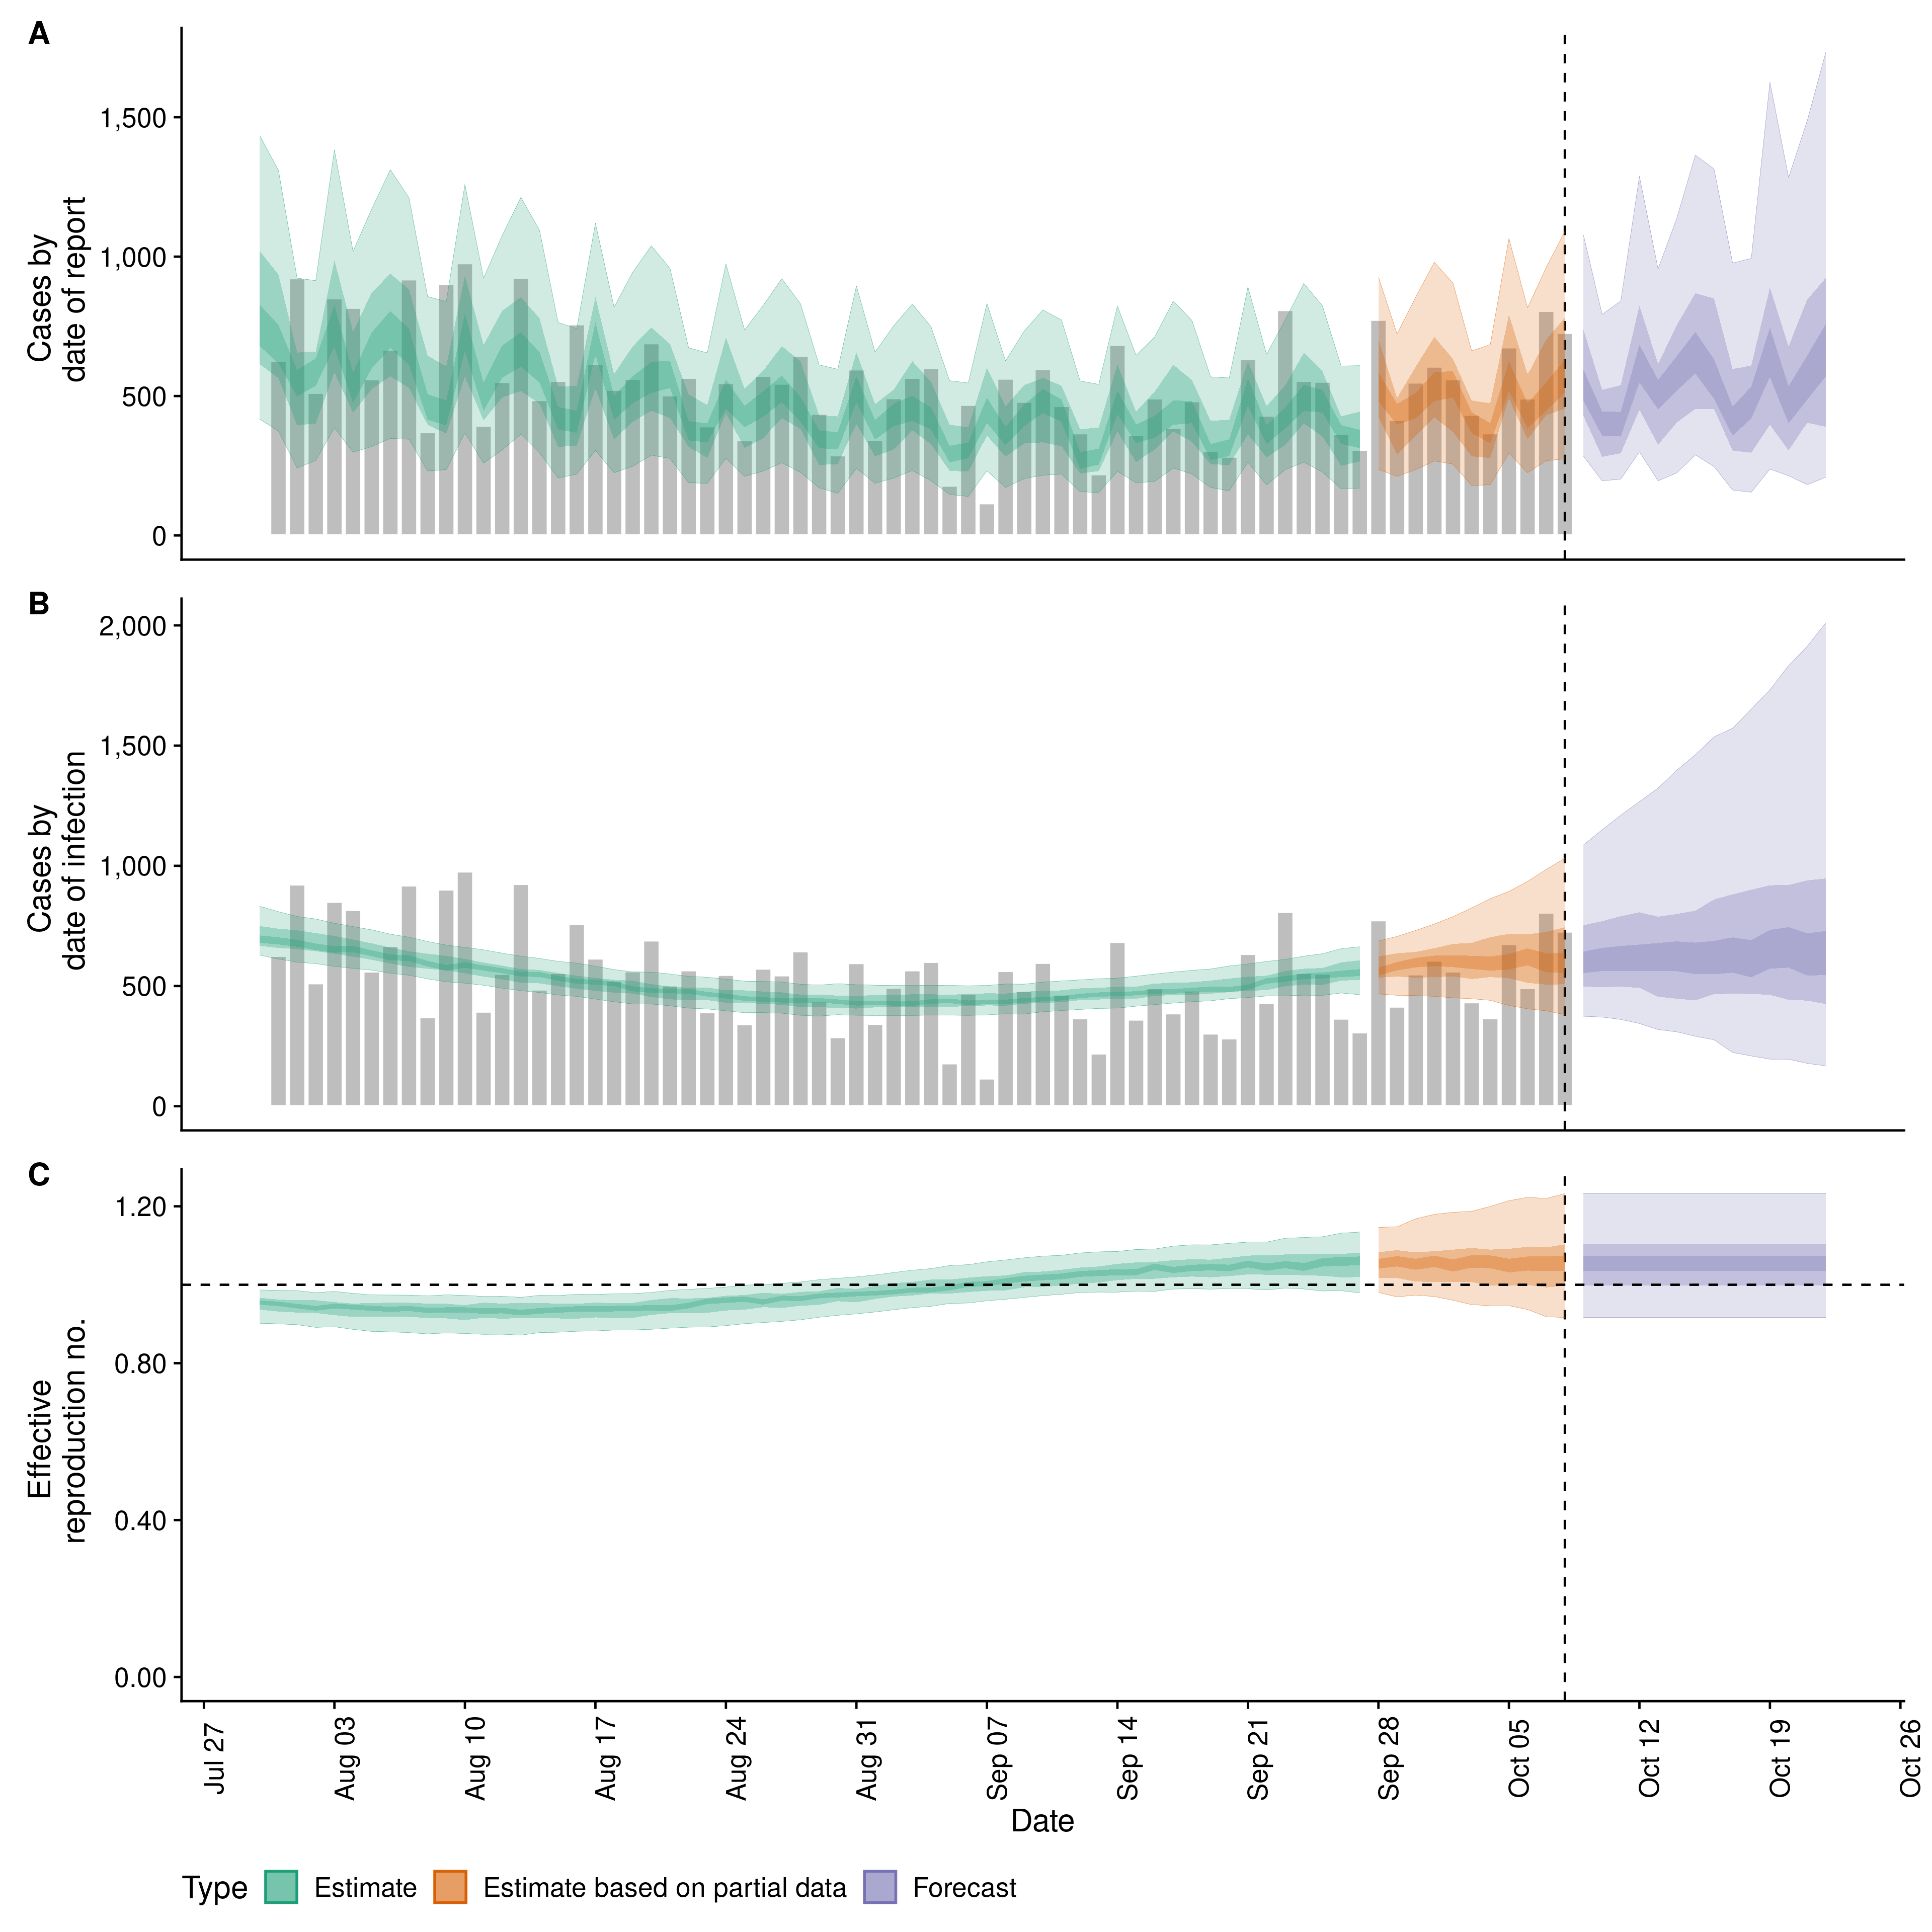 A
Cases by
date of report
1,500
1,000
500
0
B
Cases by
date of infection
2,000
1,500
1,000
500
0
C
Effective
reproduction no.
1.20
0.80
0.40
0.00
Jul 27
Aug 03
Aug 10
Aug 17
Aug 24
Aug 31
Sep 07
Sep 14
Sep 21
Sep 28
Oct 05
Oct 12
Oct 19
Oct 26
Date
Type Estimate Estimate based on partial data Forecast